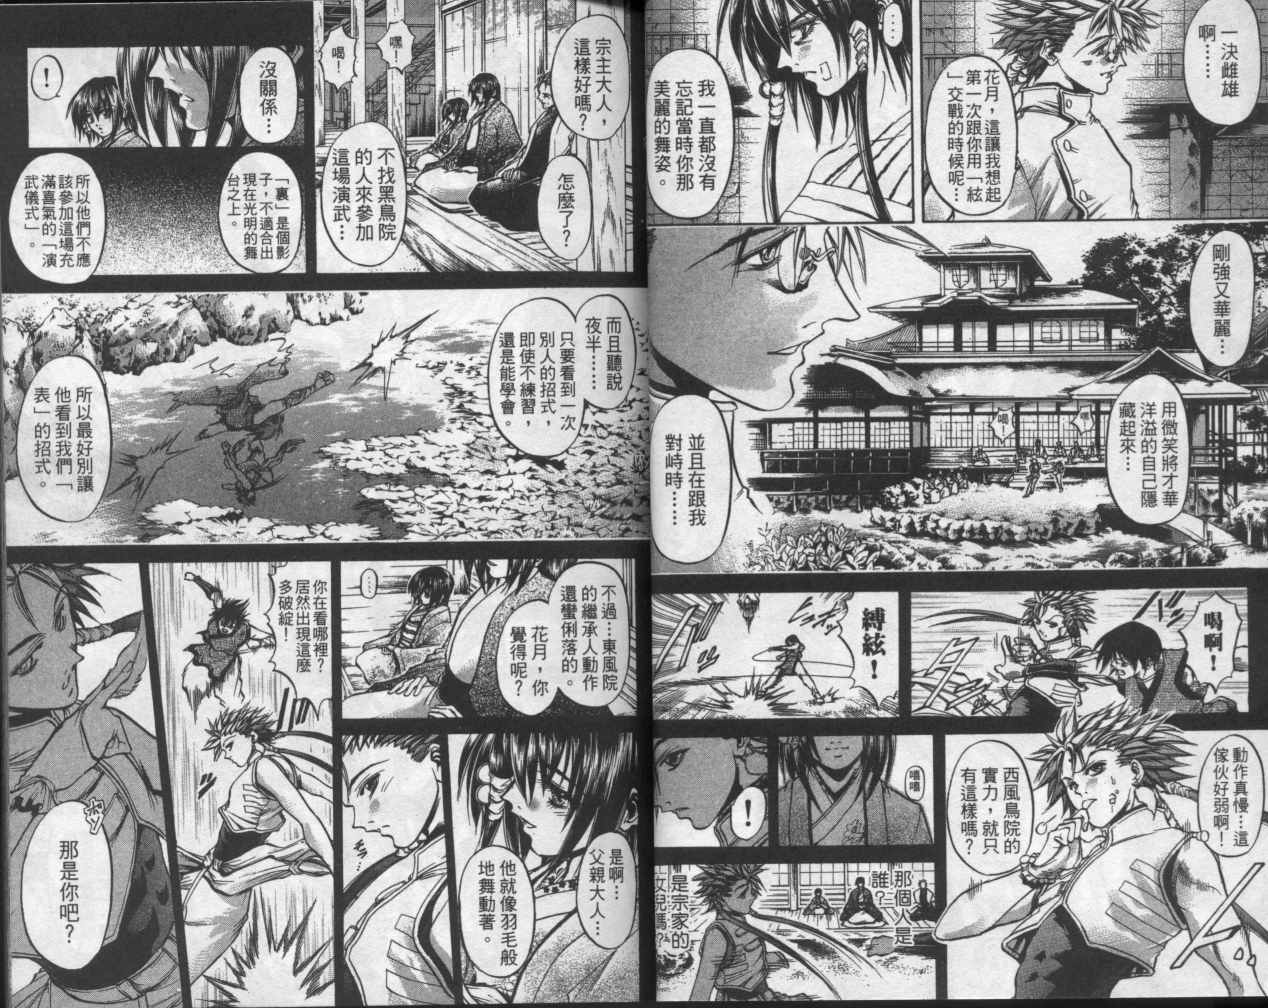 一決雌雄
啊……
花月，這讓我想起
第一次跟你用「絃
」交戰的時候呢…
…
我一直都沒有
忘記當時你那
美麗的舞姿。
剛強又華麗…
用微笑將才華
洋溢的自己隱
藏起來…
嘿
喝
並且在跟我
對峙時……
喝啊！
縛絃！
動作真慢…這
傢伙好弱啊！
西風鳥院的
實力，就只
有這樣嗎？
嘻嘻
！
那個人是
誰？
是宗家的
女兒嗎？
宗主大人，
這樣好嗎？
怎麼了？
嘿！
喝！
不找黑鳥院
的人來參加
這場演武…
沒關係…
！
「裏」是個影
子，不適合出
現在光明的舞
台之上。
所以他們不應
該參加這場充
滿喜氣的「演
武儀式」。
而且聽說
夜半……
只要看到一次
別人的招式，
即使不練習，
還是能學會。
所以最好別讓
他看到我們「
表」的招式。
不過…東風院
的繼承人動作
還蠻俐落的。
花月，你
覺得呢？
…
你在看哪裡？
居然出現這麼
多破綻！
是啊…
父親大人…
他就像羽毛般
地舞動著。
那是你吧？